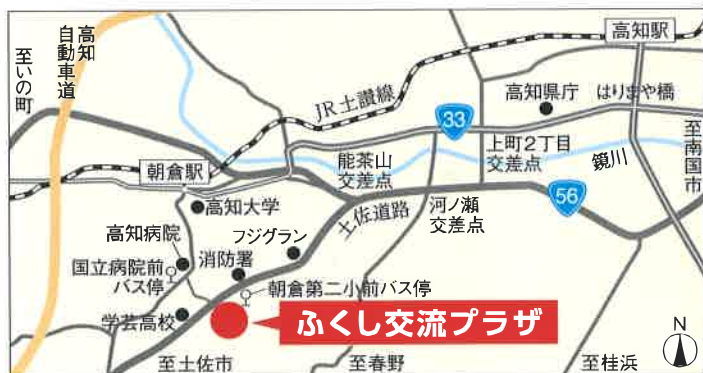 高知駅
高知
自動車道
至いの町
JR土讃線
33
高知県庁
はりまや橋
上町2丁目
交差点
鏡川
至南国市
能茶山
交差点
朝倉駅
高知大学
土佐道路
河ノ瀬
交差点
56
高知病院
国立病院前
バス停
消防署
フジグラン
朝倉第二小前バス停
学芸高校
ふくし交流プラザ
至土佐市
至春野
至桂浜
N